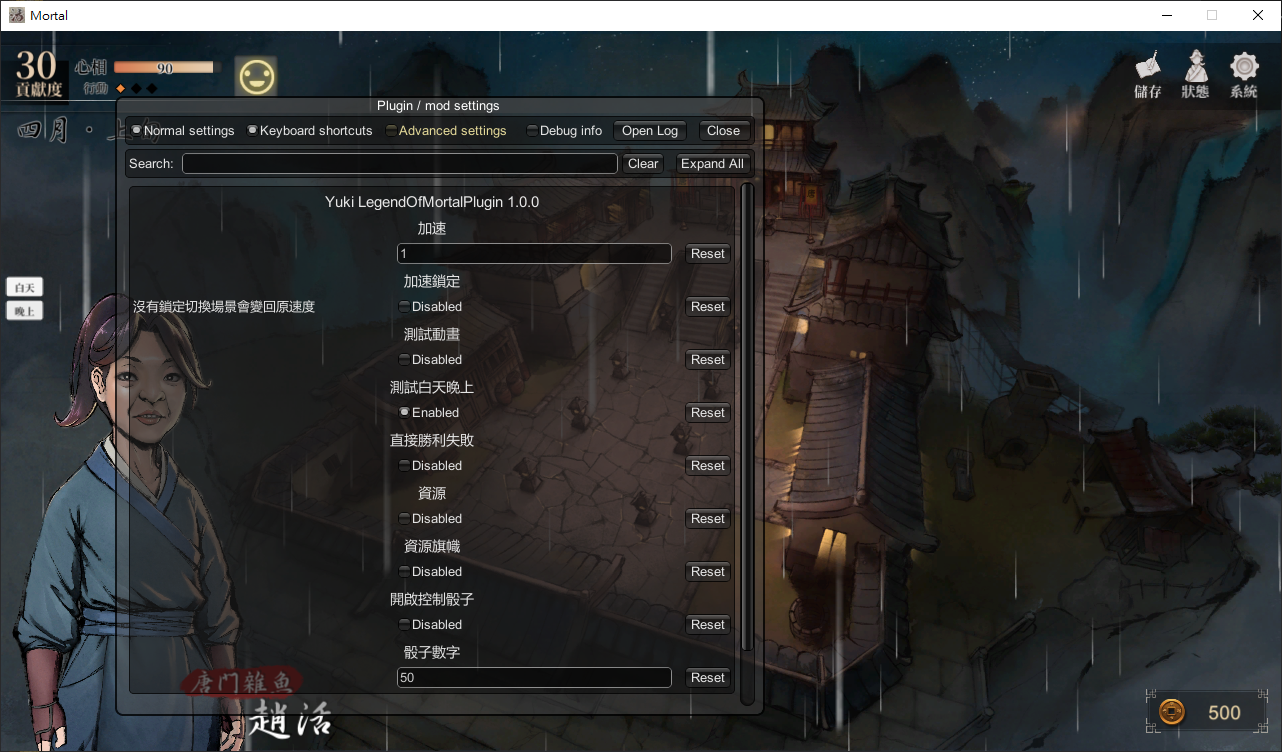 Mortal
30
貢獻度
心相
90
行動
儲存
狀態
系統
四月·上旬
Plugin / mod settings
Normal settings
Keyboard shortcuts
Advanced settings
Debug info
Open Log
Close
Search:
Clear
Expand All
Yuki LegendOfMortalPlugin 1.0.0
加速
1
Reset
加速鎖定
沒有鎖定切換場景會變回原速度
Disabled
Reset
測試動畫
Disabled
Reset
測試白天晚上
Enabled
Reset
直接勝利失敗
Disabled
Reset
資源
Disabled
Reset
資源旗幟
Disabled
Reset
開啟控制骰子
Disabled
Reset
骰子數字
50
Reset
白天
晚上
唐門雜魚
趙活
500